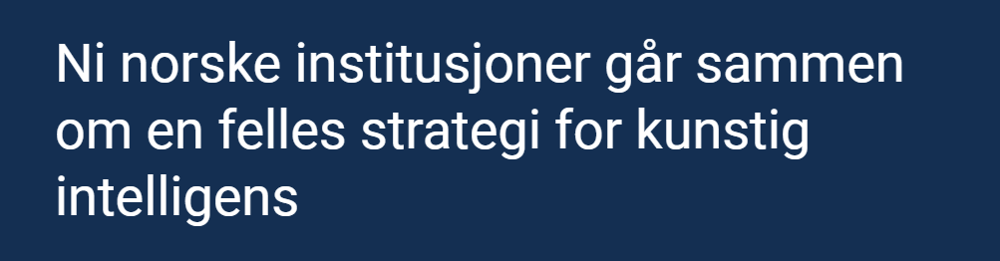 Ni norske institusjoner går sammen
om en felles strategi for kunstig
intelligens